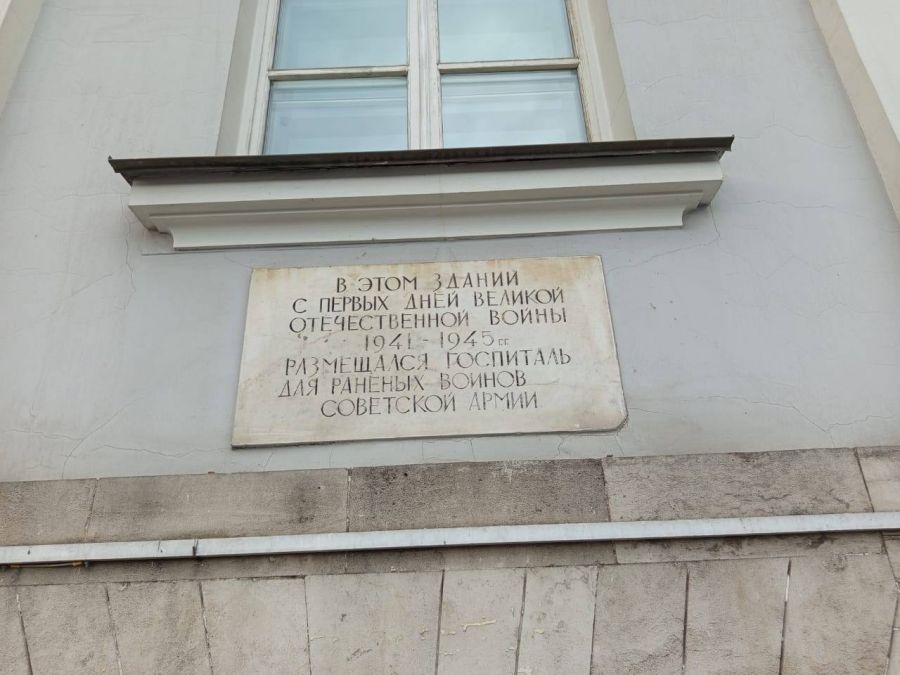 В ЭТОМ ЗДАНИИ
С ПЕРВЫХ ДНЕЙ ВЕЛИКОЙ
ОТЕЧЕСТВЕННОЙ ВОЙНЫ
1941 - 1945 гг
РАЗМЕЩАЛСЯ ГОСПИТАЛЬ
ДЛЯ РАНЕНЫХ ВОИНОВ
СОВЕТСКОЙ АРМИИ